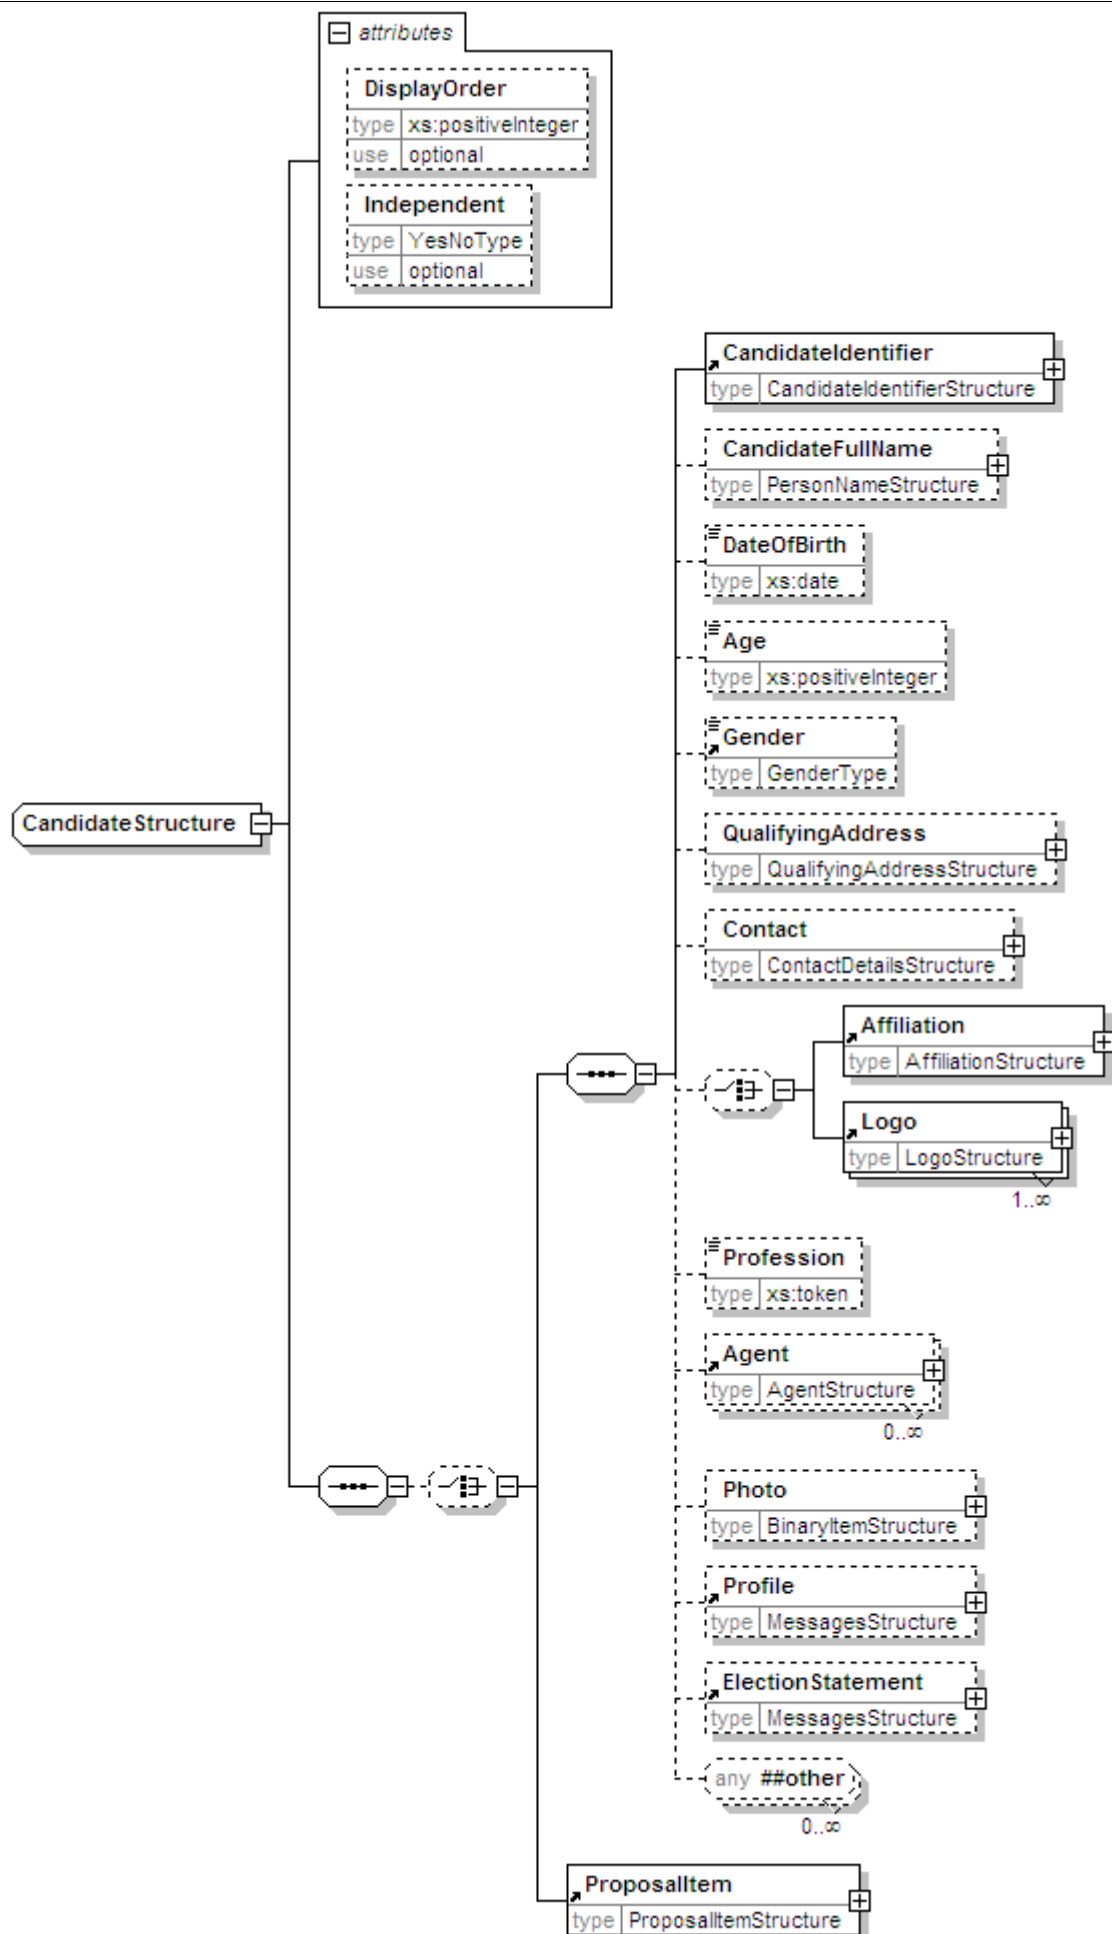 attributes
DisplayOrder
type xs:positiveInteger
use optional
Independent
type YesNoType
use optional
CandidateIdentifier
type CandidateIdentifierStructure
CandidateFullName
type PersonNameStructure
DateOfBirth
type xs:date
Age
type xs:positiveInteger
Gender
type GenderType
CandidateStructure
QualifyingAddress
type QualifyingAddressStructure
Contact
type ContactDetailsStructure
Affiliation
type AffiliationStructure
Logo
type LogoStructure
1..∞
Profession
type xs:token
Agent
type AgentStructure
0..∞
Photo
type BinaryItemStructure
Profile
type MessagesStructure
ElectionStatement
type MessagesStructure
any ##other
0..∞
ProposalItem
type ProposalItemStructure